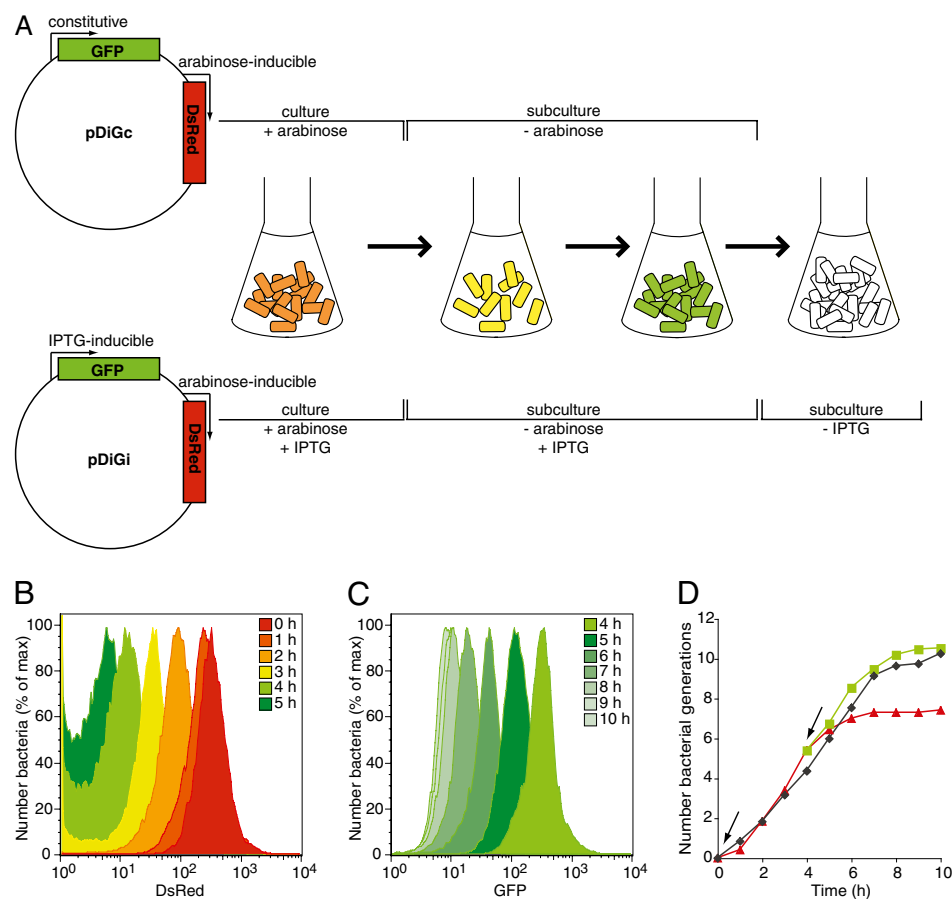 A
constitutive
GFP
arabinose-inducible
DsRed
pDiGc
culture
+ arabinose
subculture
- arabinose
IPTG-inducible
GFP
arabinose-inducible
DsRed
pDiGi
culture
+ arabinose
+ IPTG
subculture
- arabinose
+ IPTG
subculture
- IPTG
B
Number bacteria (% of max)
100
80
60
40
20
0
10⁰ 10¹ 10² 10³ 10⁴
DsRed
0 h
1 h
2 h
3 h
4 h
5 h
C
Number bacteria (% of max)
100
80
60
40
20
0
10⁰ 10¹ 10² 10³ 10⁴
GFP
4 h
5 h
6 h
7 h
8 h
9 h
10 h
D
Number bacterial generations
12
10
8
6
4
2
0
0 2 4 6 8 10
Time (h)